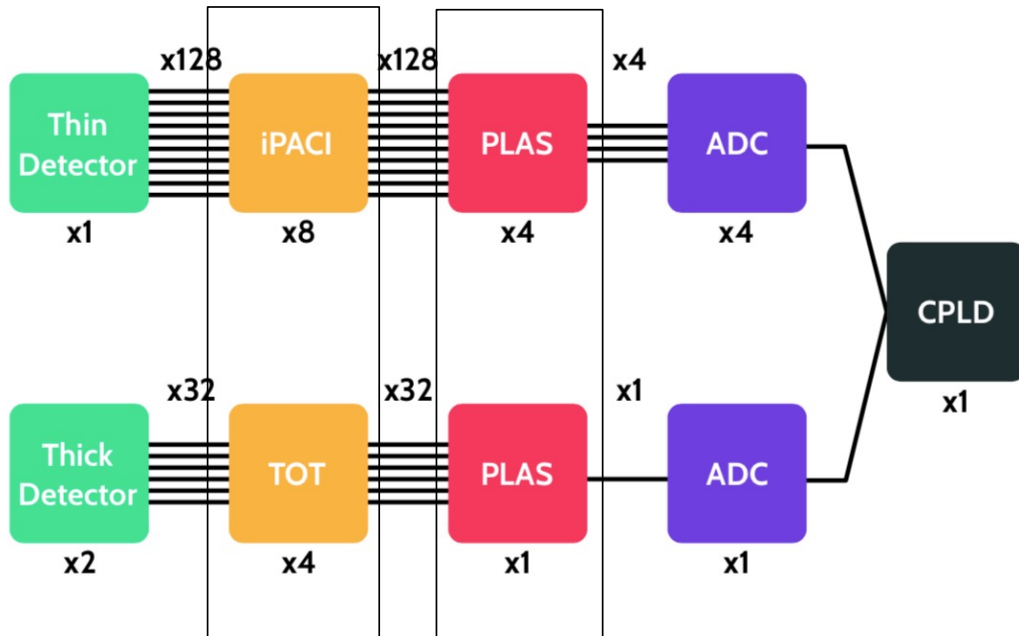 x128
x128
x4
Thin
Detector
iPACI
PLAS
ADC
x1
x8
x4
x4
CPLD
x1
x32
x32
x1
Thick
Detector
TOT
PLAS
ADC
x2
x4
x1
x1